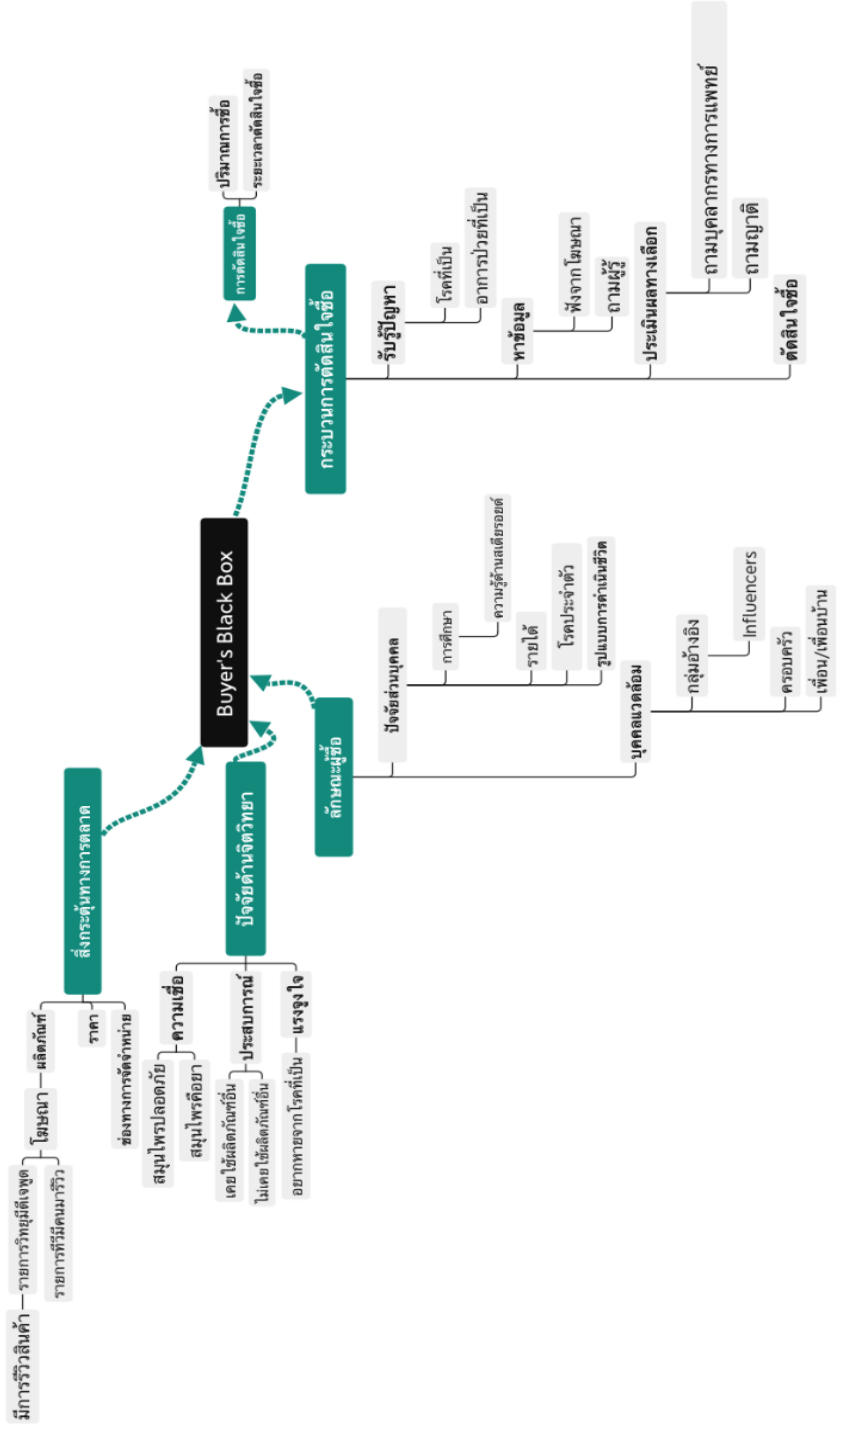 สิ่งกระตุ้นทางการตลาด
ผลิตภัณฑ์
โฆษณา
รายการวิทยุมีดีเจพูด
มีการรีวิวสินค้า
รายการทีวีมีคนมารีวิว
ราคา
ช่องทางการจัดจำหน่าย
ปัจจัยด้านจิตวิทยา
ความเชื่อ
สมุนไพรปลอดภัย
สมุนไพรคือยา
ประสบการณ์
เคยใช้ผลิตภัณฑ์อื่น
ไม่เคยใช้ผลิตภัณฑ์อื่น
แรงจูงใจ
อยากหายจากโรคที่เป็น
Buyer's Black Box
ลักษณะผู้ซื้อ
ปัจจัยส่วนบุคคล
การศึกษา
ความรู้ด้านสเตียรอยด์
รายได้
โรคประจำตัว
รูปแบบการดำเนินชีวิต
บุคคลแวดล้อม
กลุ่มอ้างอิง
Influencers
ครอบครัว
เพื่อน/เพื่อนบ้าน
กระบวนการตัดสินใจซื้อ
รับรู้ปัญหา
โรคที่เป็น
อาการป่วยที่เป็น
หาข้อมูล
ฟังจากโฆษณา
ถามผู้รู้
ประเมินผลทางเลือก
ถามบุคลากรทางการแพทย์
ถามญาติ
ตัดสินใจซื้อ
การตัดสินใจซื้อ
ปริมาณการซื้อ
ระยะเวลาตัดสินใจซื้อ